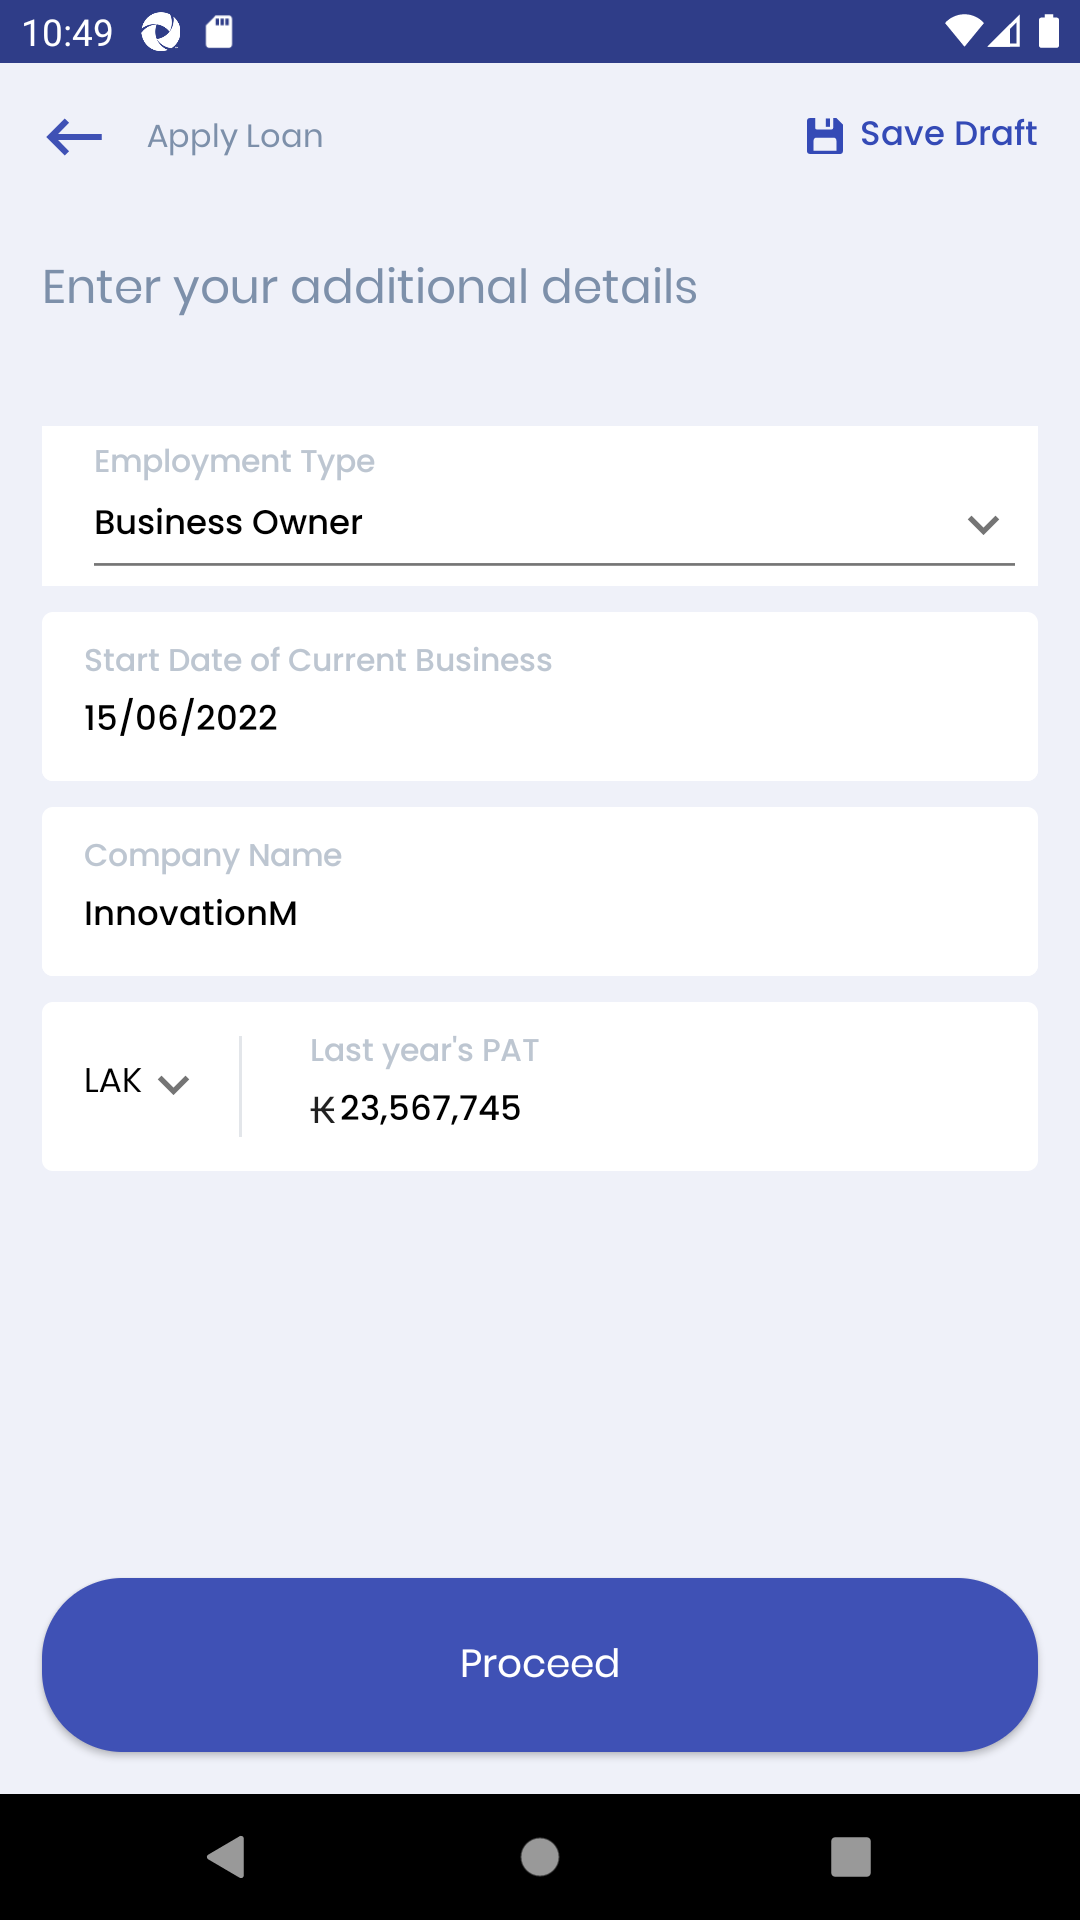 10:49
Apply Loan
Save Draft
Enter your additional details
Employment Type
Business Owner
Start Date of Current Business
15/06/2022
Company Name
InnovationM
LAK
Last year's PAT
₭23,567,745
Proceed